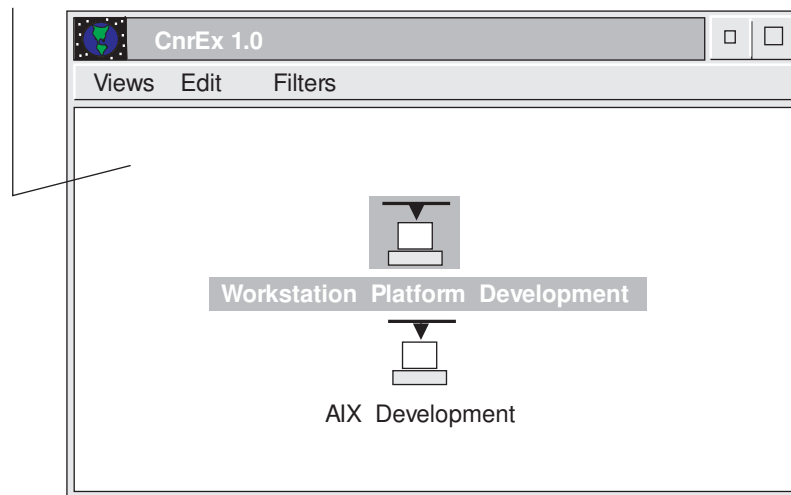 CnrEx 1.0
Views Edit Filters
Workstation Platform Development
AIX Development